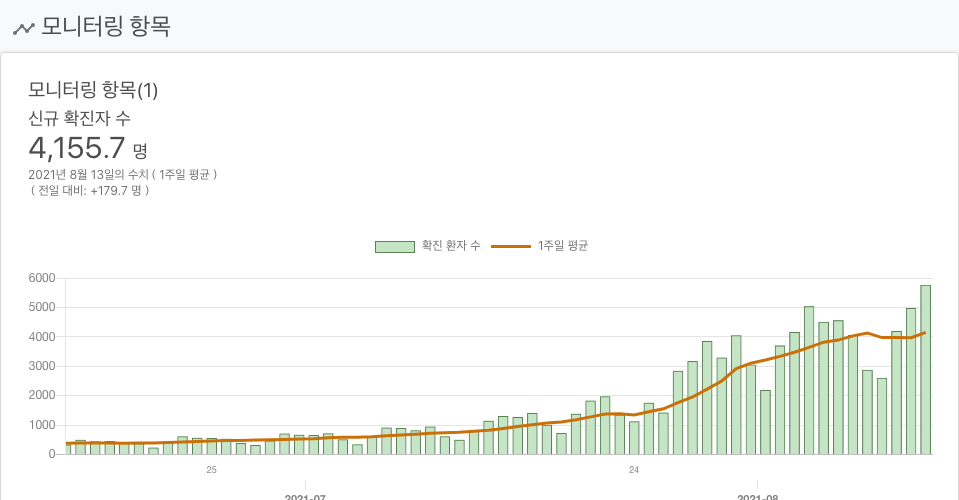 모니터링 항목
모니터링 항목(1)
신규 확진자 수
4,155.7 명
2021년 8월 13일의 수치 ( 1주일 평균 )
( 전일 대비: +179.7 명 )
확진 환자 수 1주일 평균
6000
5000
4000
3000
2000
1000
0
25 24
2021-07 2021-08